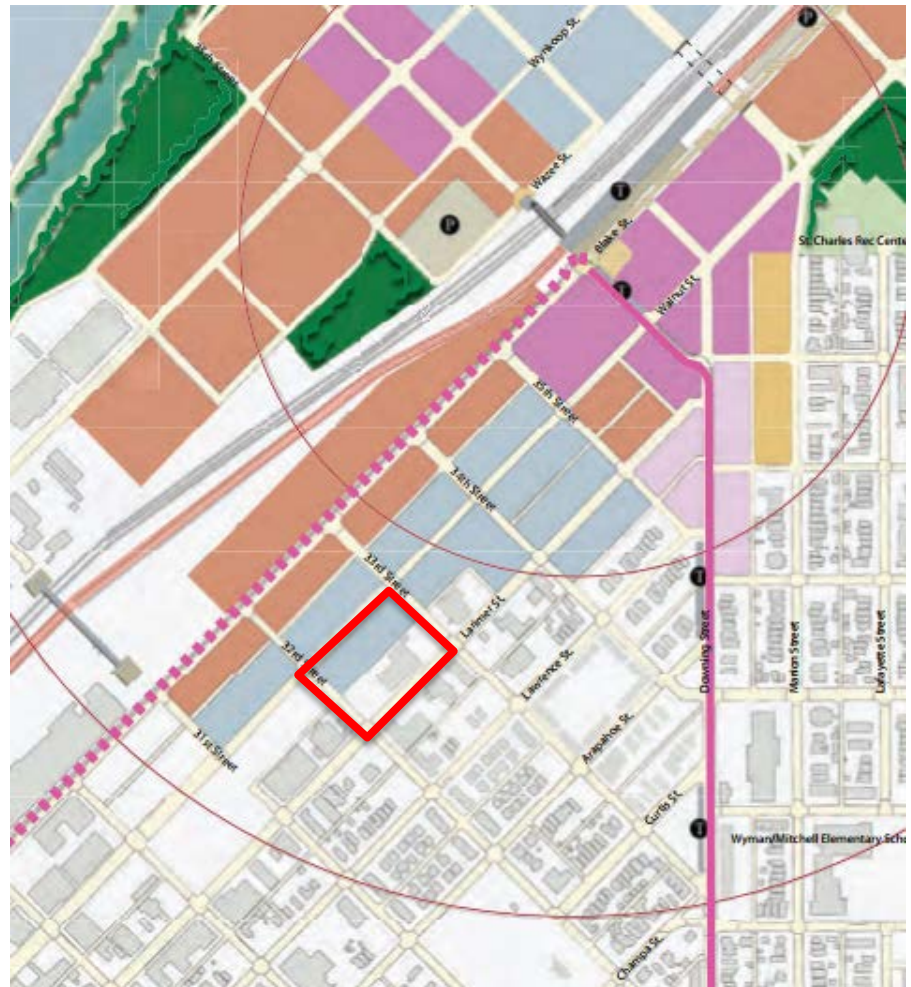 P
Wynkoop St.
Wazee St.
P
T
Blake St.
St. Charles Rec Cente
T
Walnut St.
35th Street
34th Street
33rd Street
T
Larimer St.
32rd Street
Lawrence St.
Downing Street
Marion Street
Lafayette Street
31st Street
Arapahoe St.
Curtis St.
T
Wyman/Mitchell Elementary Scho
Champa St.